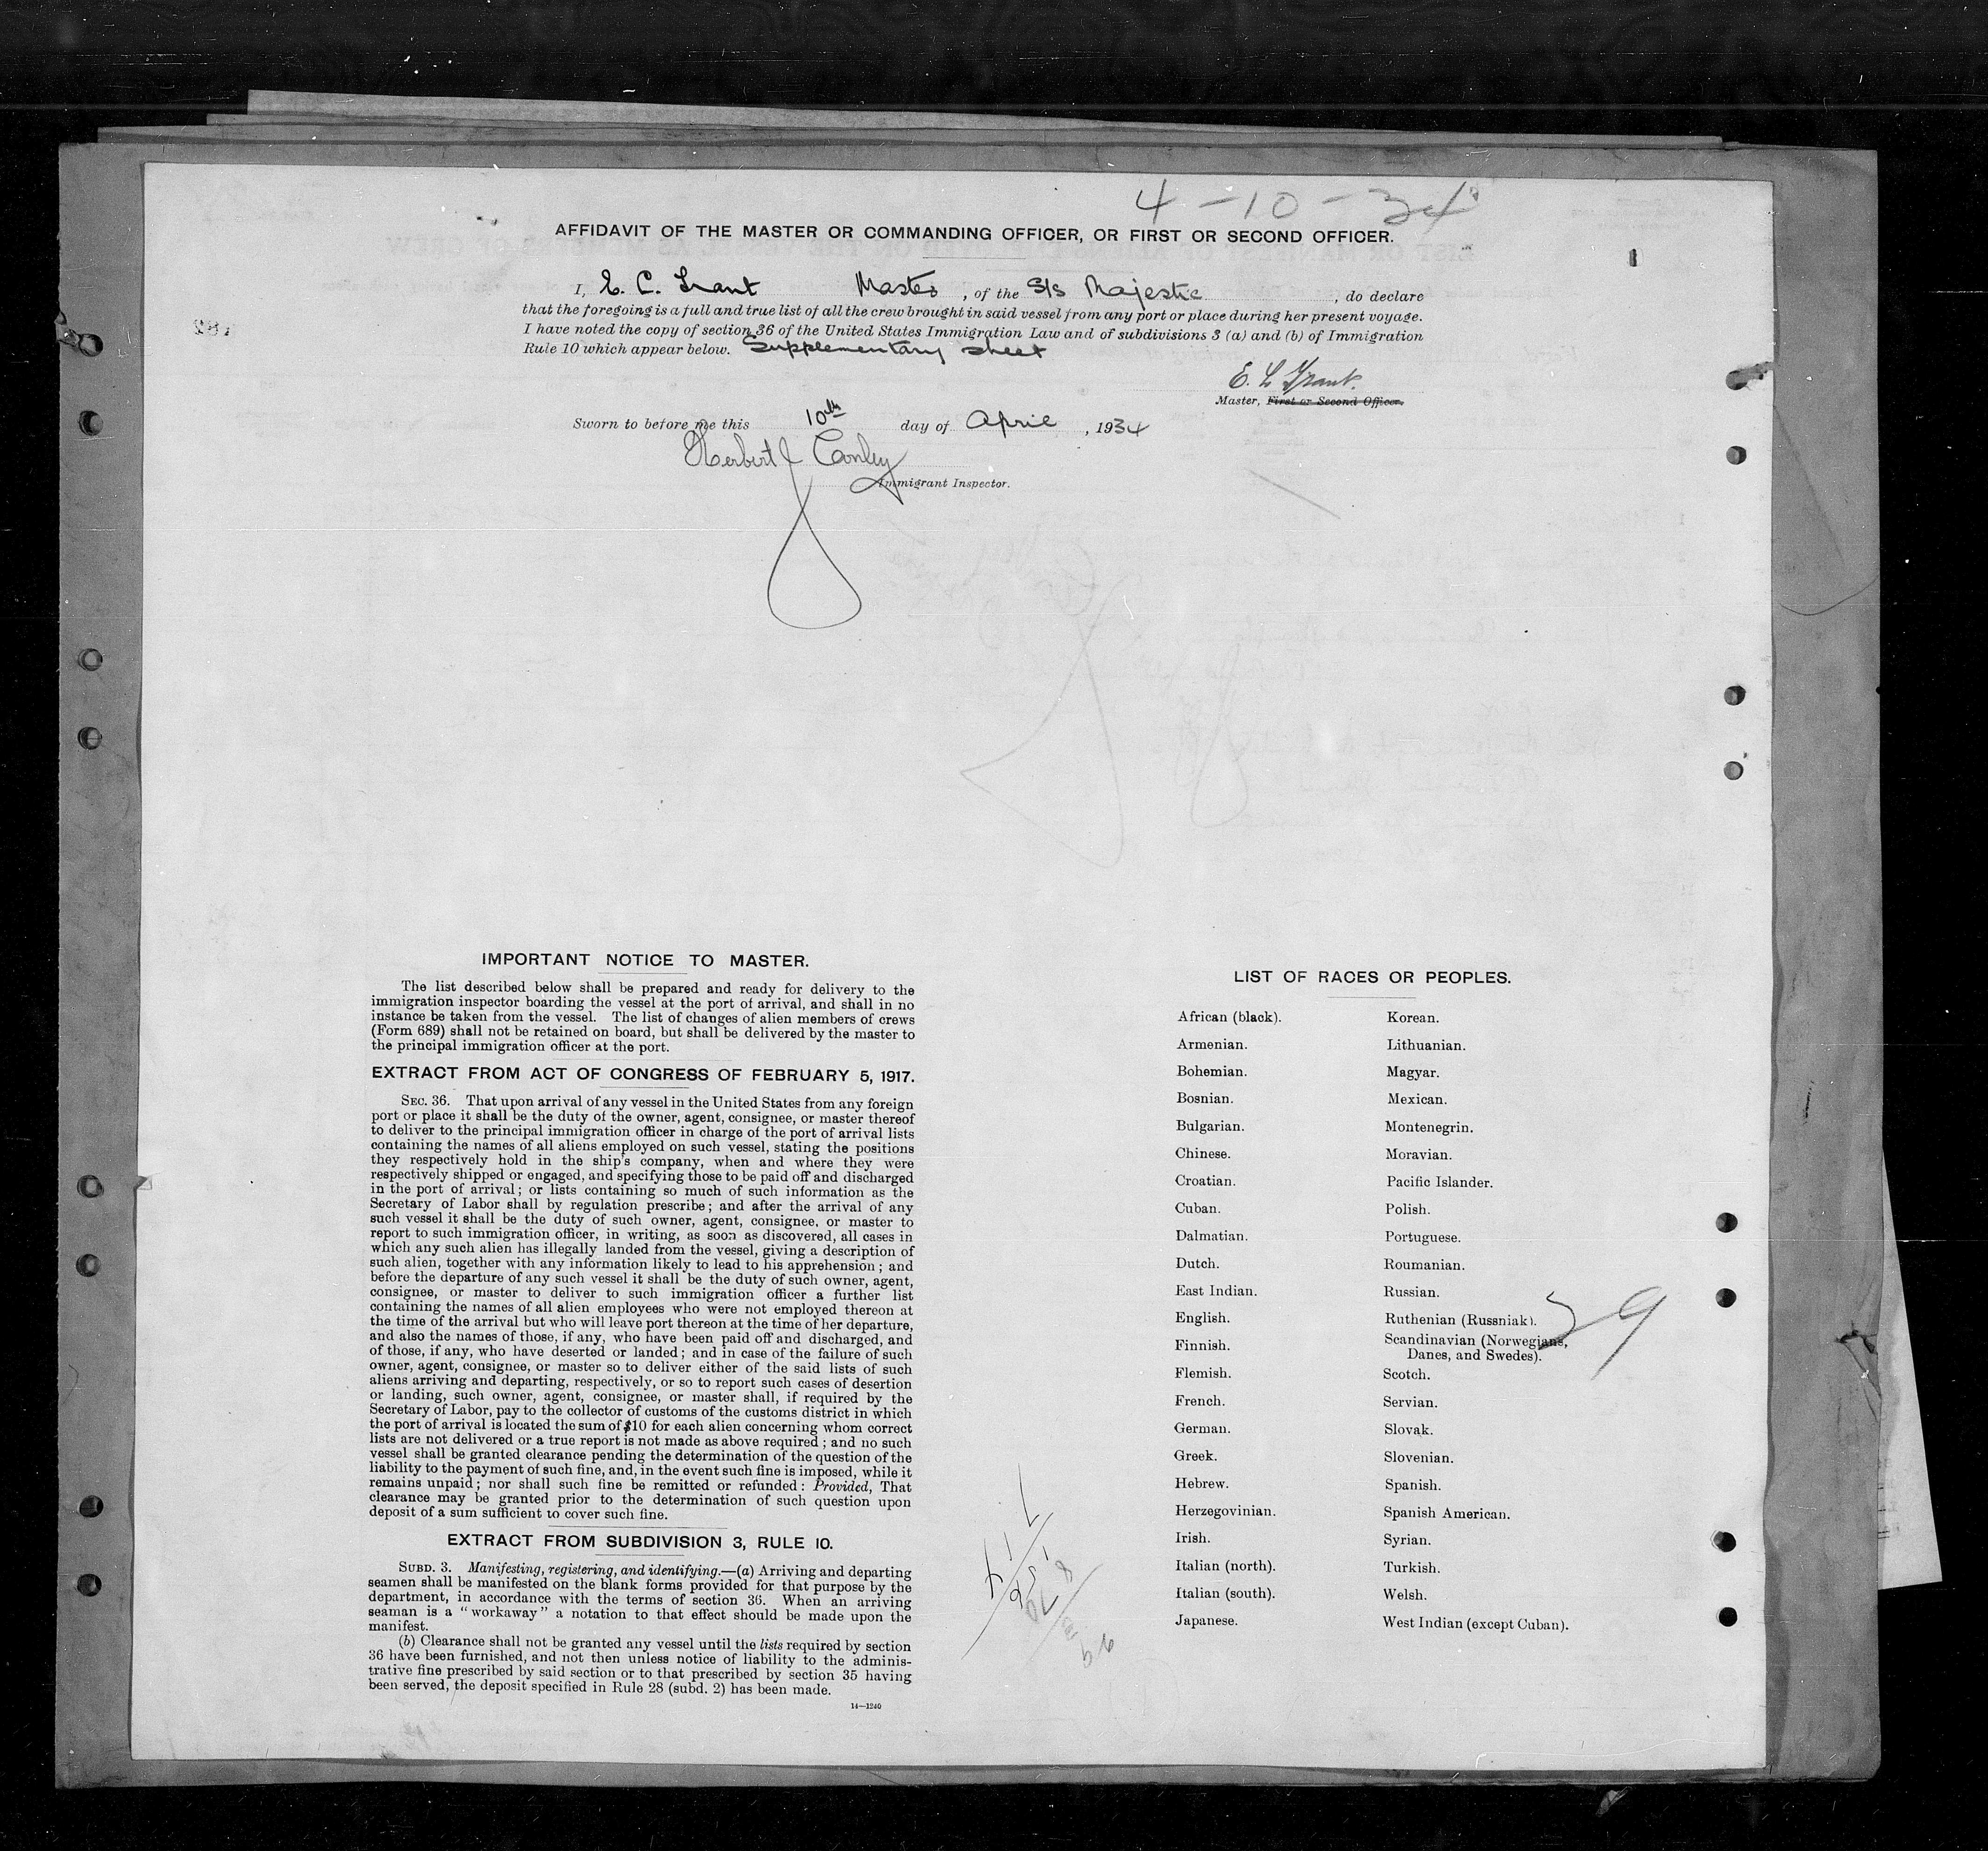 4-10-34
AFFIDAVIT OF THE MASTER OR COMMANDING OFFICER, OR FIRST OR SECOND OFFICER.
I, E. C. Grant Master, of the S/S Majestic, do declare
that the foregoing is a full and true list of all the crew brought in said vessel from any port or place during her present voyage.
I have noted the copy of section 36 of the United States Immigration Law and of subdivisions 3 (a) and (b) of Immigration
Rule 10 which appear below. Supplementary sheet
E. L Grant.
Master, First or Second Officer.
Sworn to before me this 10th day of April, 1934
Herbert J Conley
Immigrant Inspector.
IMPORTANT NOTICE TO MASTER.
The list described below shall be prepared and ready for delivery to the
immigration inspector boarding the vessel at the port of arrival, and shall in no
instance be taken from the vessel. The list of changes of alien members of crews
(Form 689) shall not be retained on board, but shall be delivered by the master to
the principal immigration officer at the port.
EXTRACT FROM ACT OF CONGRESS OF FEBRUARY 5, 1917.
SEC. 36. That upon arrival of any vessel in the United States from any foreign
port or place it shall be the duty of the owner, agent, consignee, or master thereof
to deliver to the principal immigration officer in charge of the port of arrival lists
containing the names of all aliens employed on such vessel, stating the positions
they respectively hold in the ship's company, when and where they were
respectively shipped or engaged, and specifying those to be paid off and discharged
in the port of arrival; or lists containing so much of such information as the
Secretary of Labor shall by regulation prescribe; and after the arrival of any
such vessel it shall be the duty of such owner, agent, consignee, or master to
report to such immigration officer, in writing, as soon as discovered, all cases in
which any such alien has illegally landed from the vessel, giving a description of
such alien, together with any information likely to lead to his apprehension; and
before the departure of any such vessel it shall be the duty of such owner, agent,
consignee, or master to deliver to such immigration officer a further list
containing the names of all alien employees who were not employed thereon at
the time of the arrival but who will leave port thereon at the time of her departure,
and also the names of those, if any, who have been paid off and discharged, and
of those, if any, who have deserted or landed; and in case of the failure of such
owner, agent, consignee, or master so to deliver either of the said lists of such
aliens arriving and departing, respectively, or so to report such cases of desertion
or landing, such owner, agent, consignee, or master shall, if required by the
Secretary of Labor, pay to the collector of customs of the customs district in which
the port of arrival is located the sum of $10 for each alien concerning whom correct
lists are not delivered or a true report is not made as above required; and no such
vessel shall be granted clearance pending the determination of the question of the
liability to the payment of such fine, and, in the event such fine is imposed, while it
remains unpaid; nor shall such fine be remitted or refunded: Provided, That
clearance may be granted prior to the determination of such question upon
deposit of a sum sufficient to cover such fine.
EXTRACT FROM SUBDIVISION 3, RULE 10.
SUBD. 3. Manifesting, registering, and identifying.—(a) Arriving and departing
seamen shall be manifested on the blank forms provided for that purpose by the
department, in accordance with the terms of section 36. When an arriving
seaman is a "workaway" a notation to that effect should be made upon the
manifest.
(b) Clearance shall not be granted any vessel until the lists required by section
36 have been furnished, and not then unless notice of liability to the adminis-
trative fine prescribed by said section or to that prescribed by section 35 having
been served, the deposit specified in Rule 28 (subd. 2) has been made.
14—1240
LIST OF RACES OR PEOPLES.
African (black).
Armenian.
Bohemian.
Bosnian.
Bulgarian.
Chinese.
Croatian.
Cuban.
Dalmatian.
Dutch.
East Indian.
English.
Finnish.
Flemish.
French.
German.
Greek.
Hebrew.
Herzegovinian.
Irish.
Italian (north).
Italian (south).
Japanese.
Korean.
Lithuanian.
Magyar.
Mexican.
Montenegrin.
Moravian.
Pacific Islander.
Polish.
Portuguese.
Roumanian.
Russian.
Ruthenian (Russniak).
Scandinavian (Norwegians,
Danes, and Swedes).
Scotch.
Servian.
Slovak.
Slovenian.
Spanish.
Spanish American.
Syrian.
Turkish.
Welsh.
West Indian (except Cuban).
29